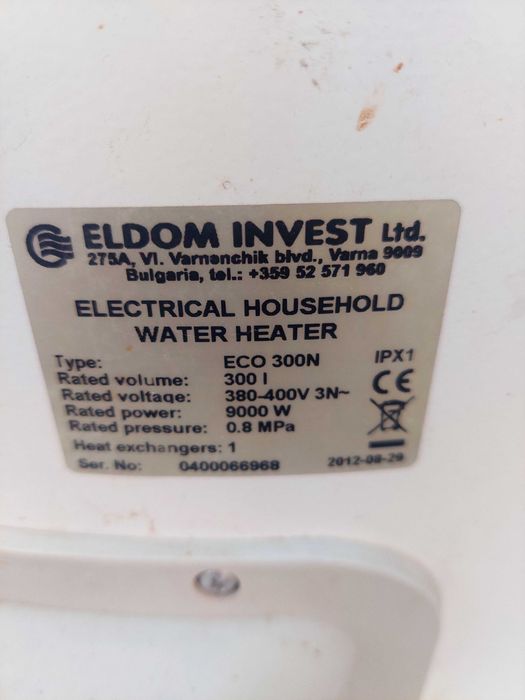 ELDOM INVEST Ltd.
275A, Vl. Varnenchik blvd., Varna 9009
Bulgaria, tel.: +359 52 571 960
ELECTRICAL HOUSEHOLD
WATER HEATER
Type: ECO 300N IPX1
Rated volume: 300 l
Rated voltage: 380-400V 3N~ CE
Rated power: 9000 W
Rated pressure: 0.8 MPa
Heat exchangers: 1
Ser. No: 0400066968 2012-08-29